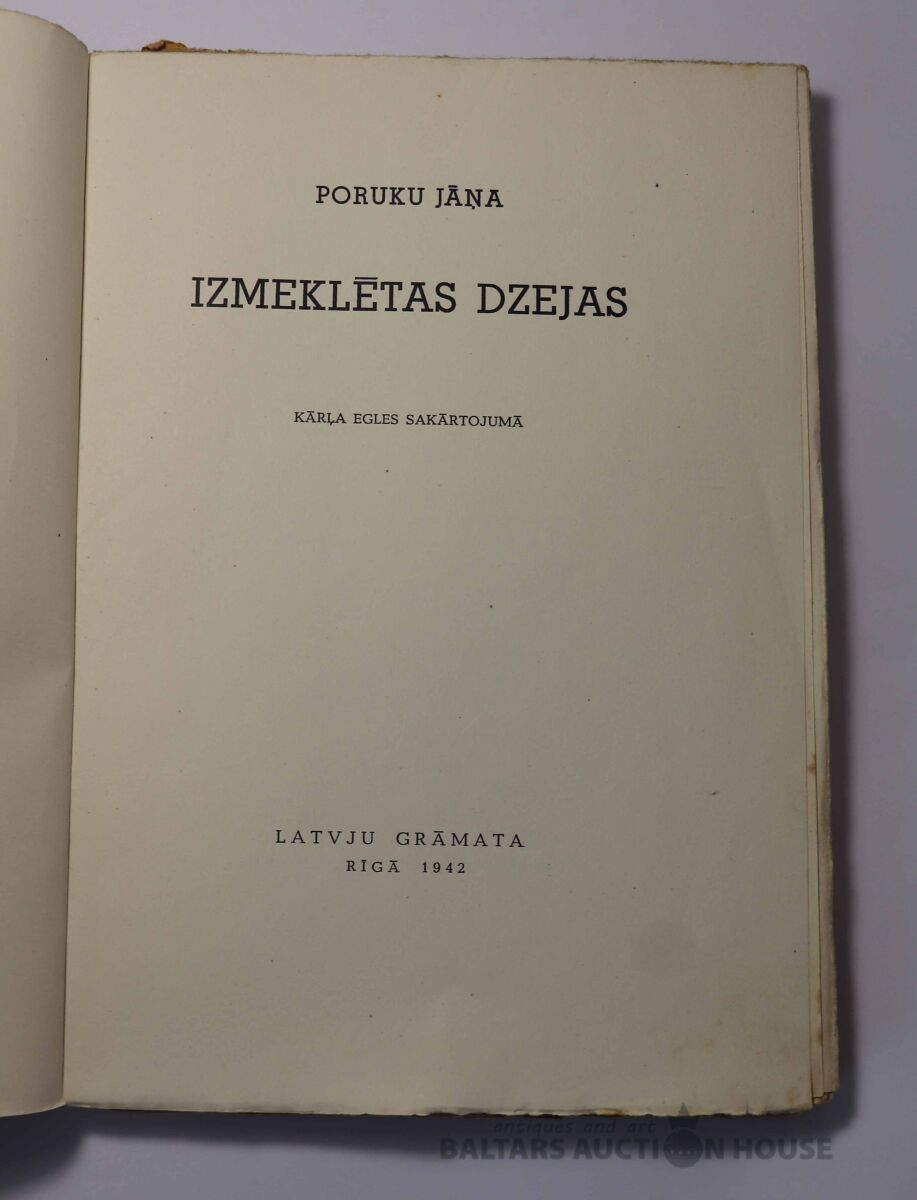 PORUKU JĀŅA
IZMEKLĒTAS DZEJAS
KĀRĻA EGLES SAKĀRTOJUMĀ
LATVJU GRĀMATA
RĪGĀ 1942
antiques and art
BALTARS AUCTION HOUSE